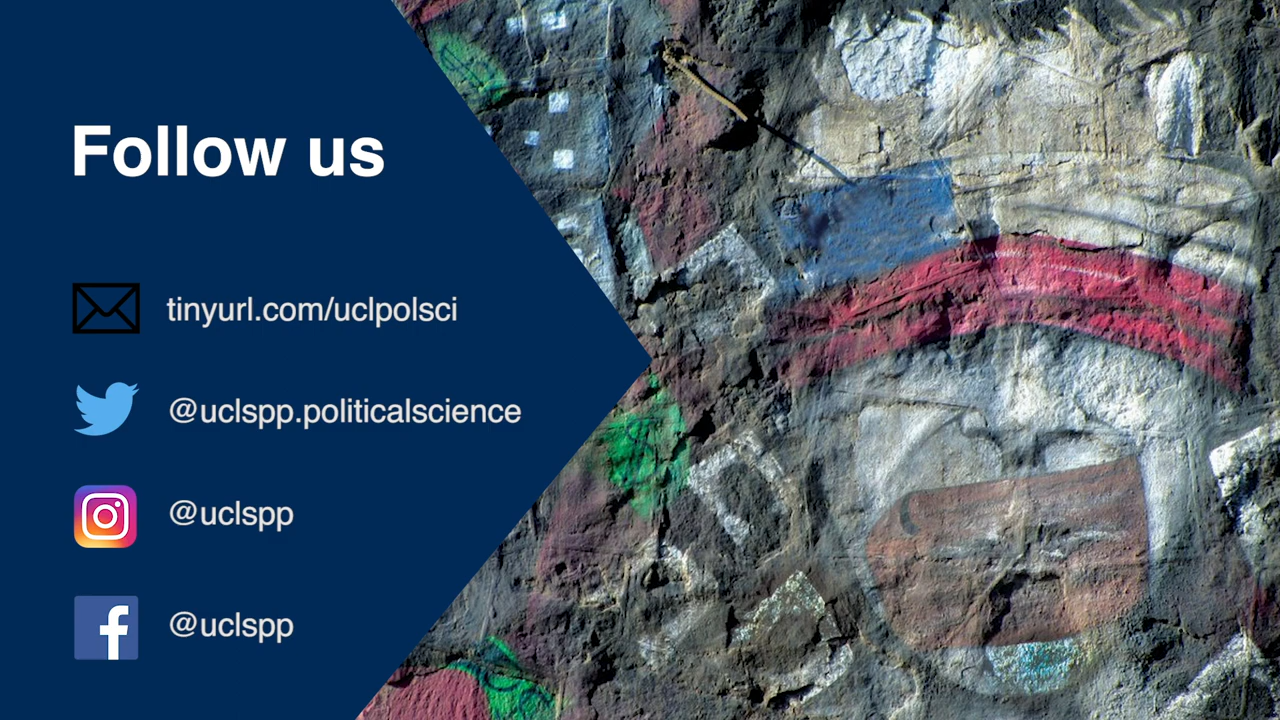 Follow us
tinyurl.com/uclpolsci
@uclspp.politicalscience
@uclspp
@uclspp